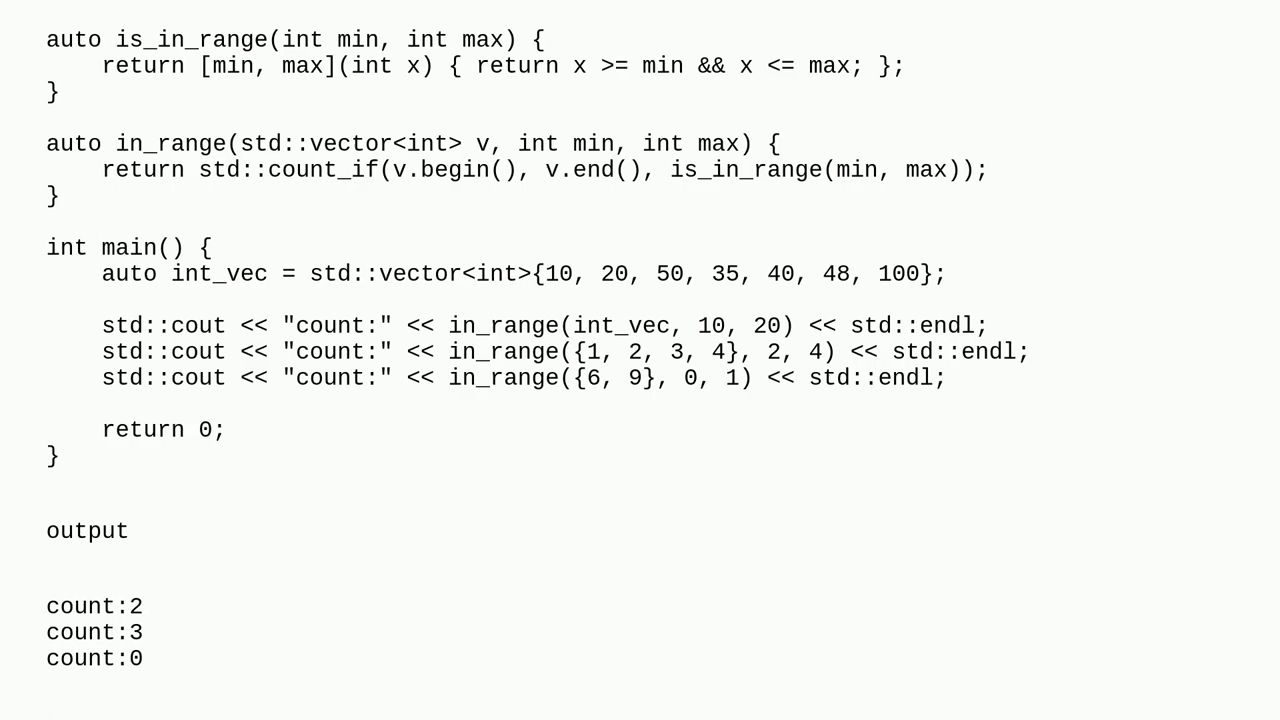 auto is_in_range(int min, int max) {
    return [min, max](int x) { return x >= min && x <= max; };
}

auto in_range(std::vector<int> v, int min, int max) {
    return std::count_if(v.begin(), v.end(), is_in_range(min, max));
}

int main() {
    auto int_vec = std::vector<int>{10, 20, 50, 35, 40, 48, 100};

    std::cout << "count:" << in_range(int_vec, 10, 20) << std::endl;
    std::cout << "count:" << in_range({1, 2, 3, 4}, 2, 4) << std::endl;
    std::cout << "count:" << in_range({6, 9}, 0, 1) << std::endl;

    return 0;
}

output

count:2
count:3
count:0